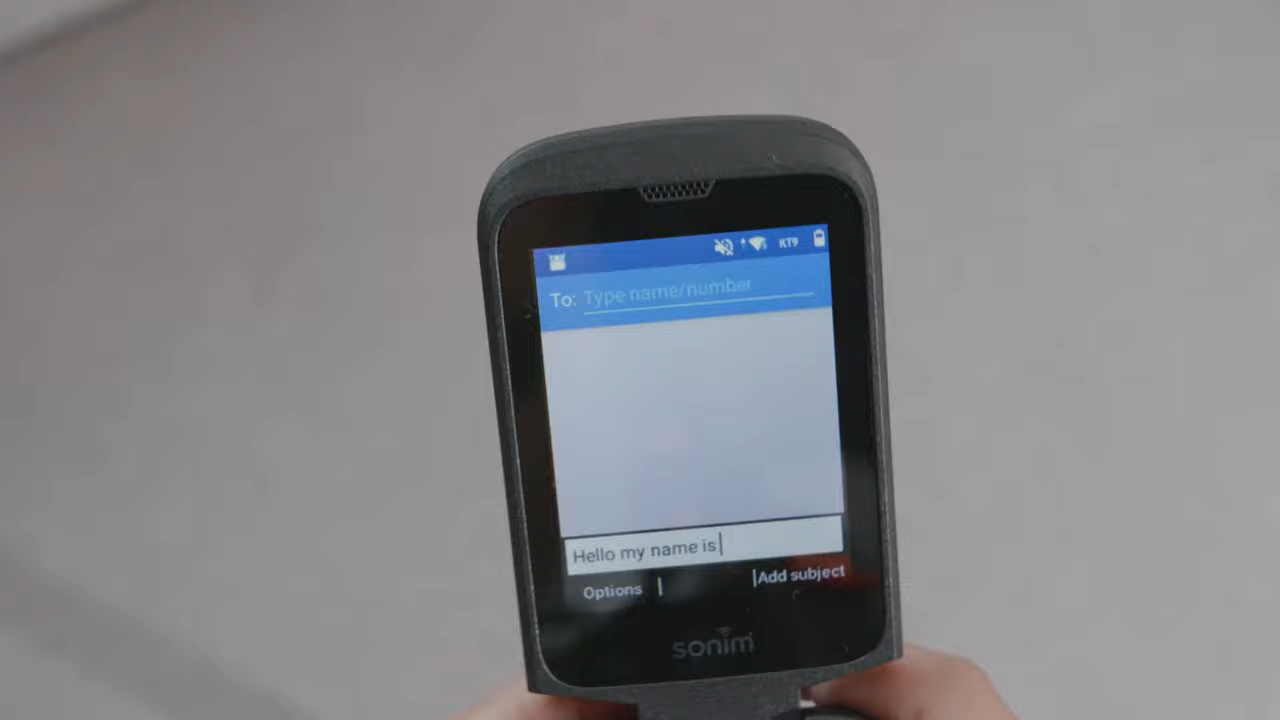 KT9
To: Type name/number
Hello my name is
Options
Add subject
sonim